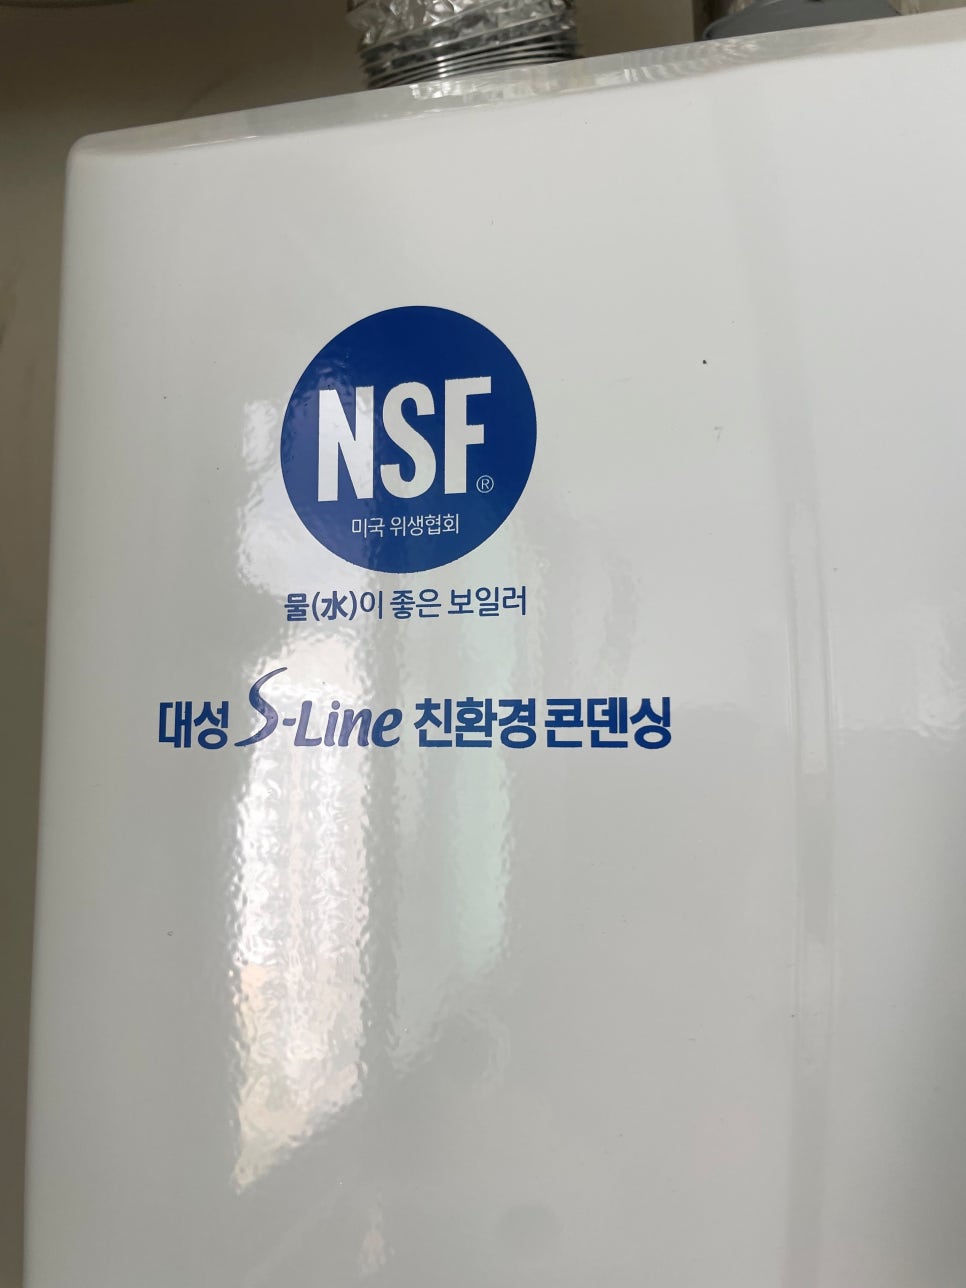 NSF®
미국 위생협회
물(水)이 좋은 보일러
대성 S-Line 친환경 콘덴싱